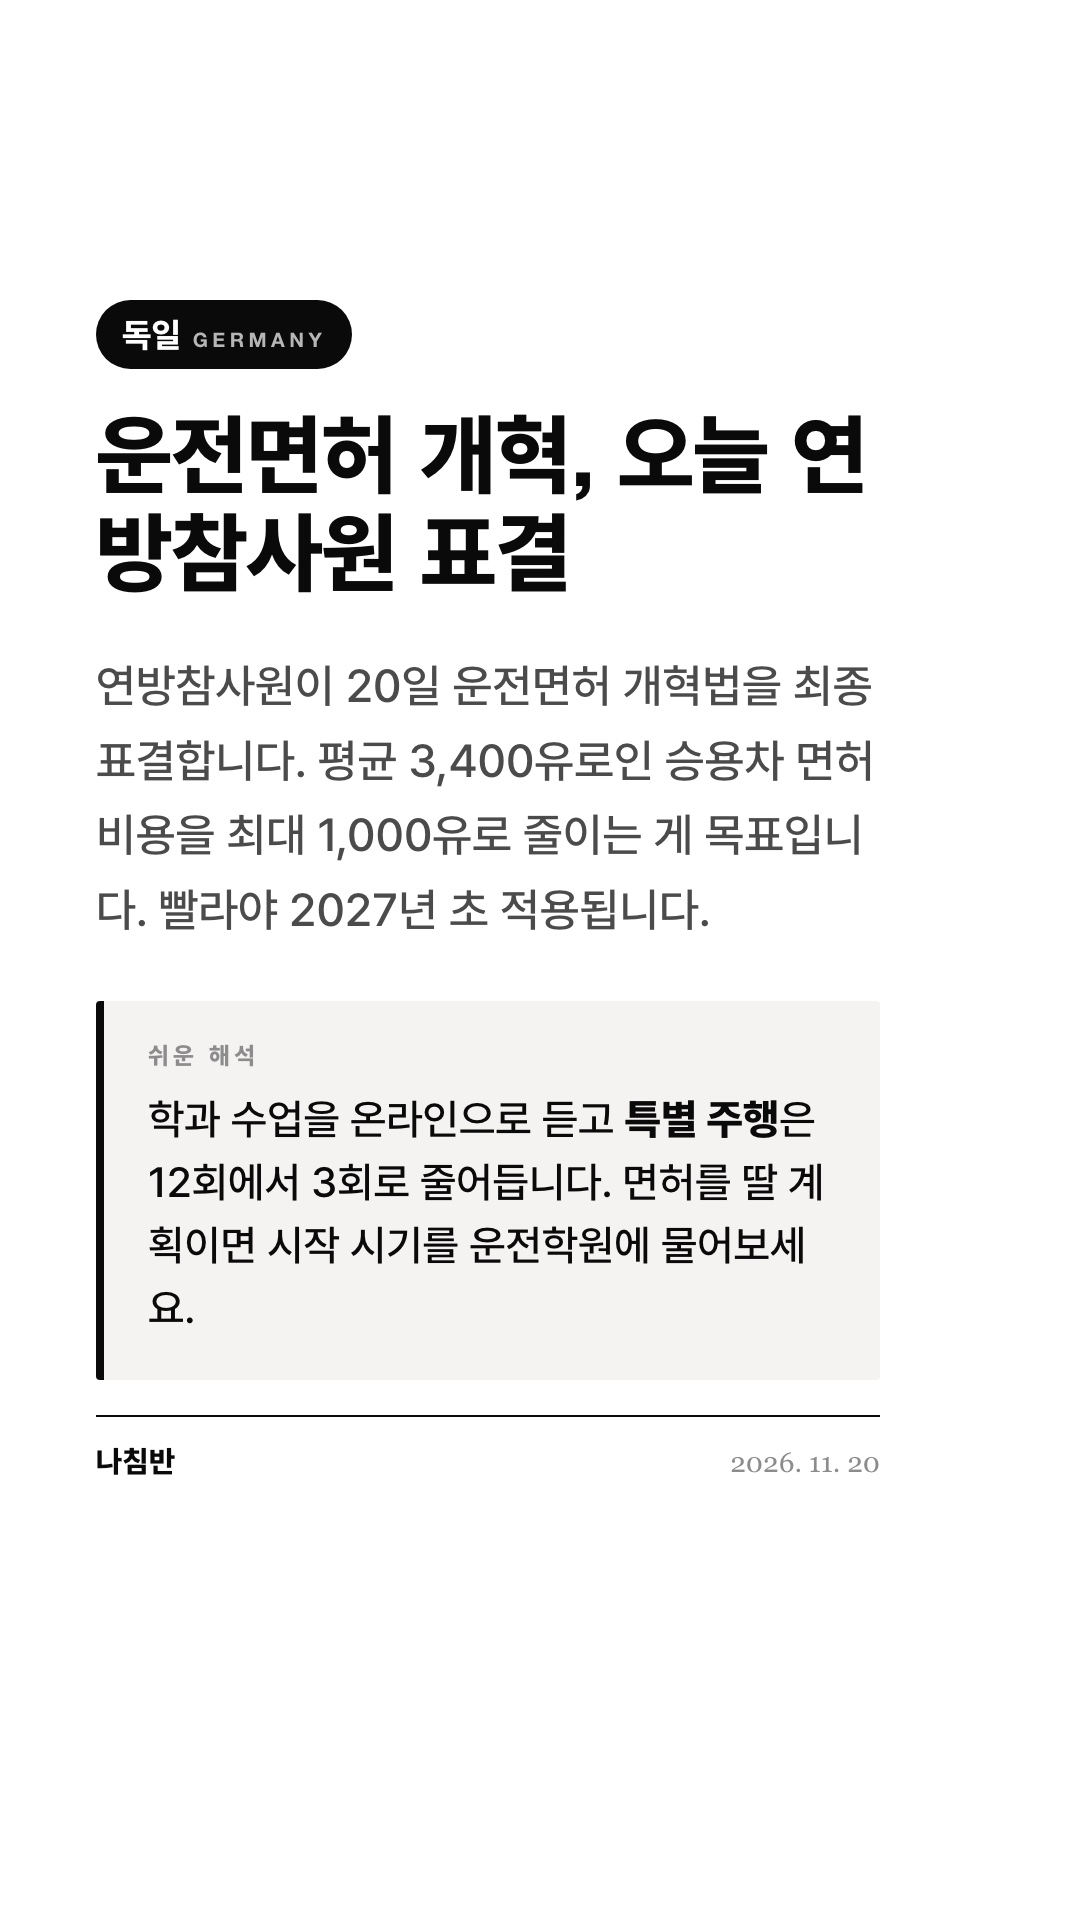 독일 GERMANY
운전면허 개혁, 오늘 연
방참사원 표결
연방참사원이 20일 운전면허 개혁법을 최종
표결합니다. 평균 3,400유로인 승용차 면허
비용을 최대 1,000유로 줄이는 게 목표입니
다. 빨라야 2027년 초 적용됩니다.
쉬운 해석
학과 수업을 온라인으로 듣고 특별 주행은
12회에서 3회로 줄어듭니다. 면허를 딸 계
획이면 시작 시기를 운전학원에 물어보세
요.
나침반
2026. 11. 20